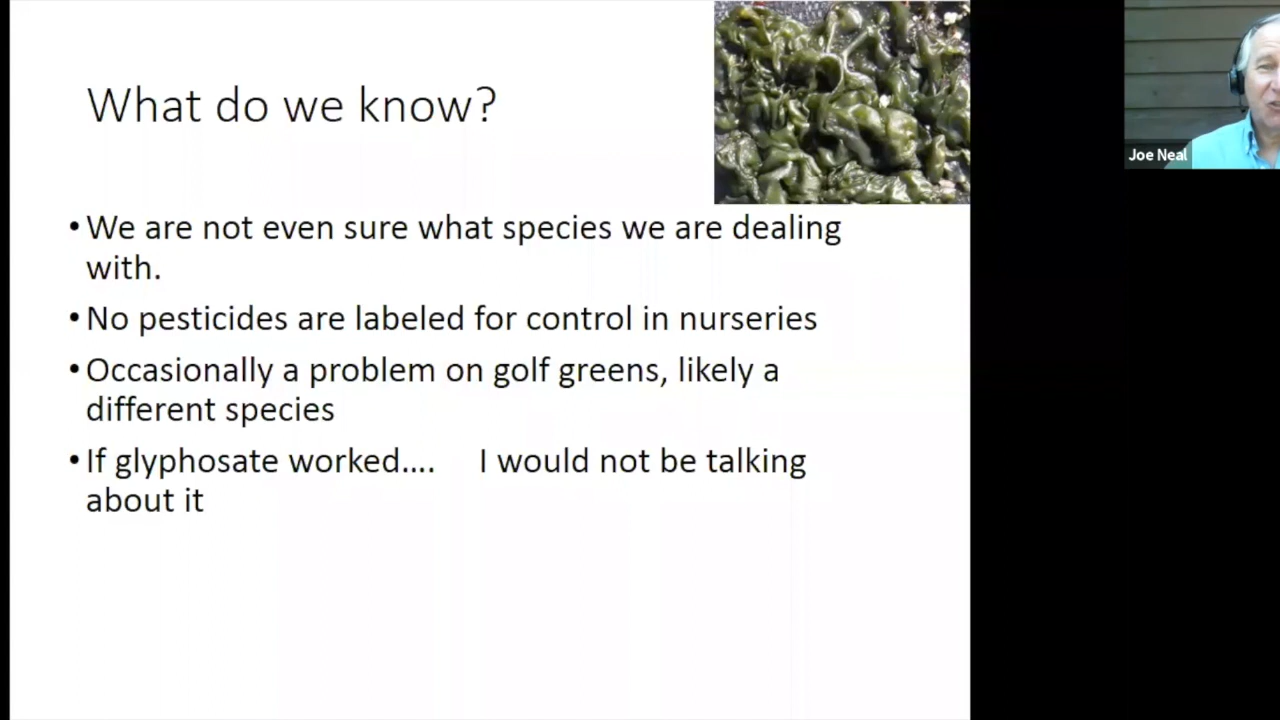 What do we know?
Joe Neal
• We are not even sure what species we are dealing
with.
• No pesticides are labeled for control in nurseries
• Occasionally a problem on golf greens, likely a
different species
• If glyphosate worked.... I would not be talking
about it